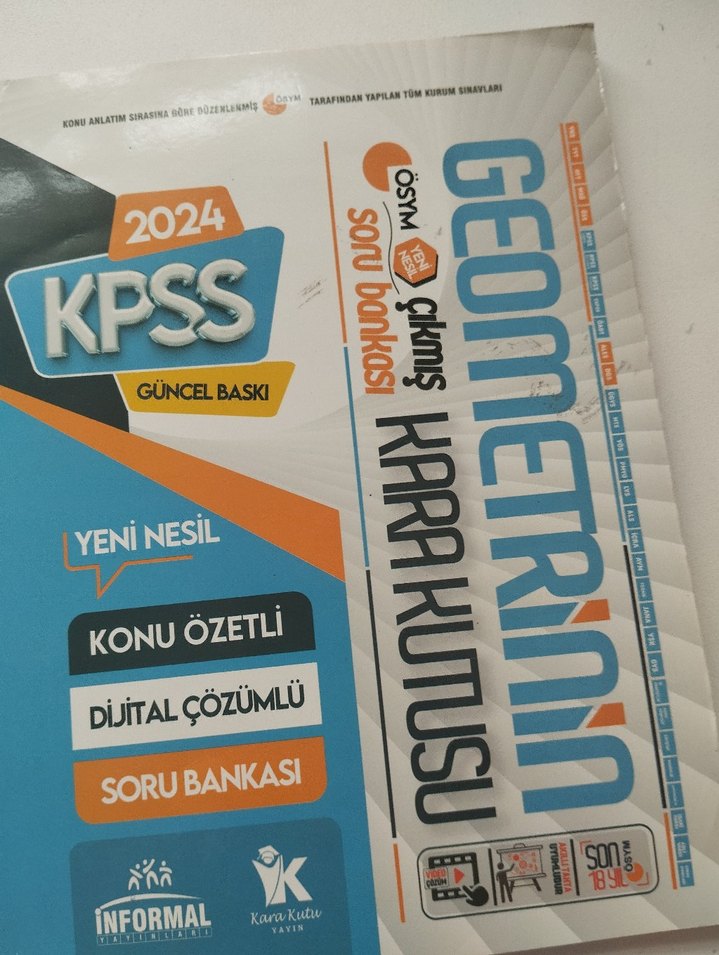 KONU ANLATIM SIRASINA GÖRE DÜZENLENMİŞ ÖSYM TARAFINDAN YAPILAN TÜM KURUM SINAVLARI
2024
KPSS
GÜNCEL BASKI
YENİ NESİL
KONU ÖZETLİ
DİJİTAL ÇÖZÜMLÜ
SORU BANKASI
İNFORMAL
YAYINLARI
Kara Kutu
YAYIN
GEOMETRİNİN
ÖSYM YENİ NESİL çıkmış
soru bankası
KARA KUTUSU
VİDEO
AKILLI TAHTA
UYUMLUDUR
ÖSYM
SON
18 YIL